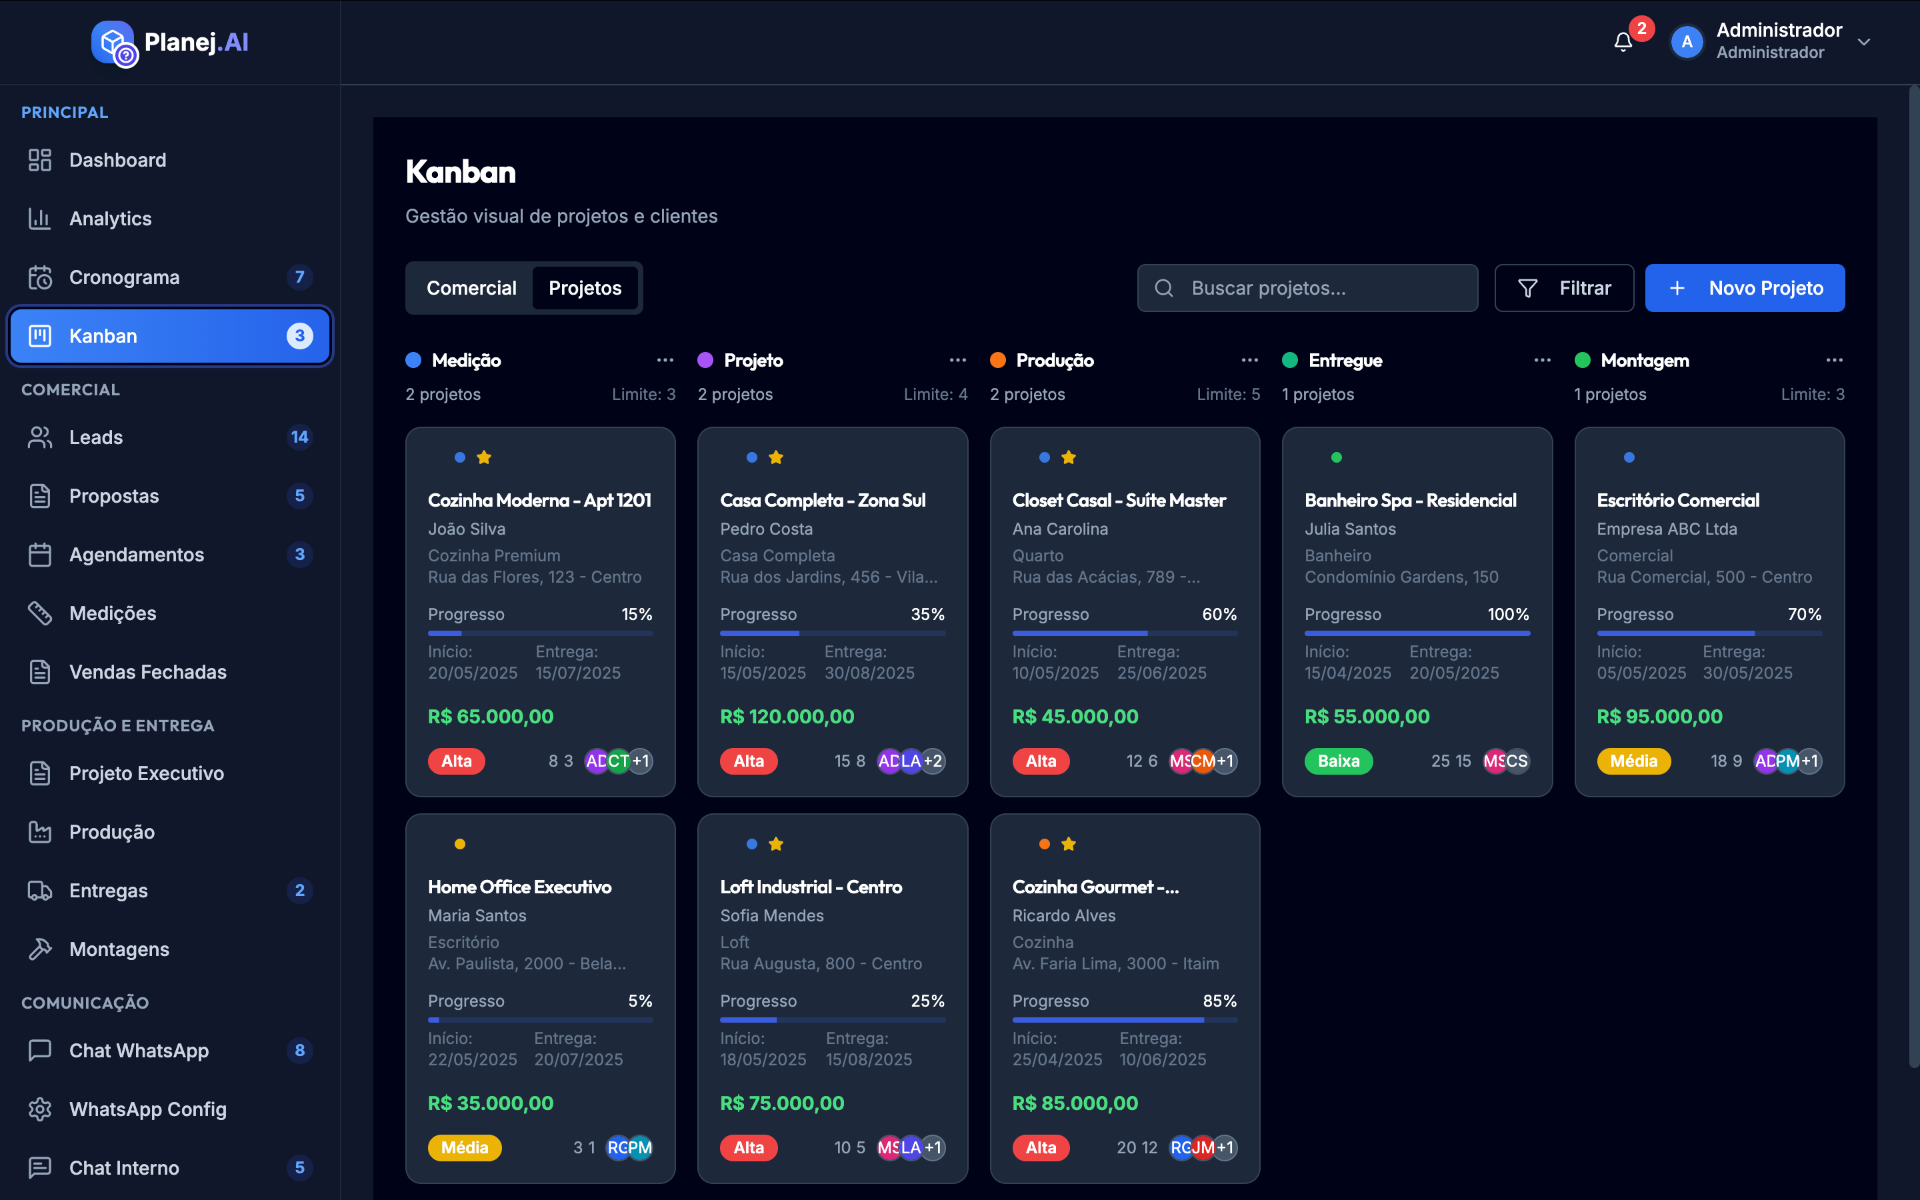 Planej.AI
2
A
Administrador
Administrador
PRINCIPAL
Dashboard
Analytics
Cronograma 7
Kanban 3
COMERCIAL
Leads 14
Propostas 5
Agendamentos 3
Medições
Vendas Fechadas
PRODUÇÃO E ENTREGA
Projeto Executivo
Produção
Entregas 2
Montagens
COMUNICAÇÃO
Chat WhatsApp 8
WhatsApp Config
Chat Interno 5
Kanban
Gestão visual de projetos e clientes
Comercial Projetos
Buscar projetos...
Filtrar
+ Novo Projeto
Medição ...
2 projetos Limite: 3
Cozinha Moderna - Apt 1201
João Silva
Cozinha Premium
Rua das Flores, 123 - Centro
Progresso 15%
Início: Entrega:
20/05/2025 15/07/2025
R$ 65.000,00
Alta 8 3 AD CT +1
Home Office Executivo
Maria Santos
Escritório
Av. Paulista, 2000 - Bela...
Progresso 5%
Início: Entrega:
22/05/2025 20/07/2025
R$ 35.000,00
Média 3 1 RC PM
Projeto ...
2 projetos Limite: 4
Casa Completa - Zona Sul
Pedro Costa
Casa Completa
Rua dos Jardins, 456 - Vila...
Progresso 35%
Início: Entrega:
15/05/2025 30/08/2025
R$ 120.000,00
Alta 15 8 AD LA +2
Loft Industrial - Centro
Sofia Mendes
Loft
Rua Augusta, 800 - Centro
Progresso 25%
Início: Entrega:
18/05/2025 15/08/2025
R$ 75.000,00
Alta 10 5 MS LA +1
Produção ...
2 projetos Limite: 5
Closet Casal - Suíte Master
Ana Carolina
Quarto
Rua das Acácias, 789 -...
Progresso 60%
Início: Entrega:
10/05/2025 25/06/2025
R$ 45.000,00
Alta 12 6 MS CM +1
Cozinha Gourmet -...
Ricardo Alves
Cozinha
Av. Faria Lima, 3000 - Itaim
Progresso 85%
Início: Entrega:
25/04/2025 10/06/2025
R$ 85.000,00
Alta 20 12 RC JM +1
Entregue ...
1 projetos
Banheiro Spa - Residencial
Julia Santos
Banheiro
Condomínio Gardens, 150
Progresso 100%
Início: Entrega:
15/04/2025 20/05/2025
R$ 55.000,00
Baixa 25 15 MS CS
Montagem ...
1 projetos Limite: 3
Escritório Comercial
Empresa ABC Ltda
Comercial
Rua Comercial, 500 - Centro
Progresso 70%
Início: Entrega:
05/05/2025 30/05/2025
R$ 95.000,00
Média 18 9 AD PM +1